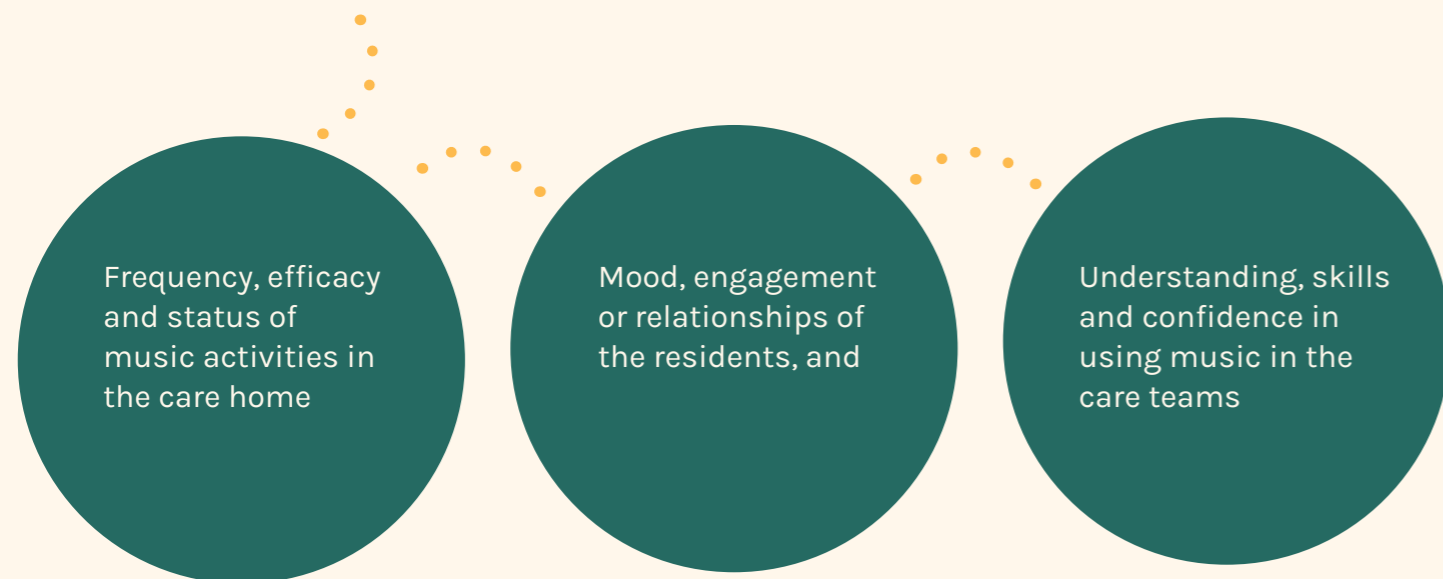 Frequency, efficacy
and status of
music activities in
the care home
Mood, engagement
or relationships of
the residents, and
Understanding, skills
and confidence in
using music in the
care teams